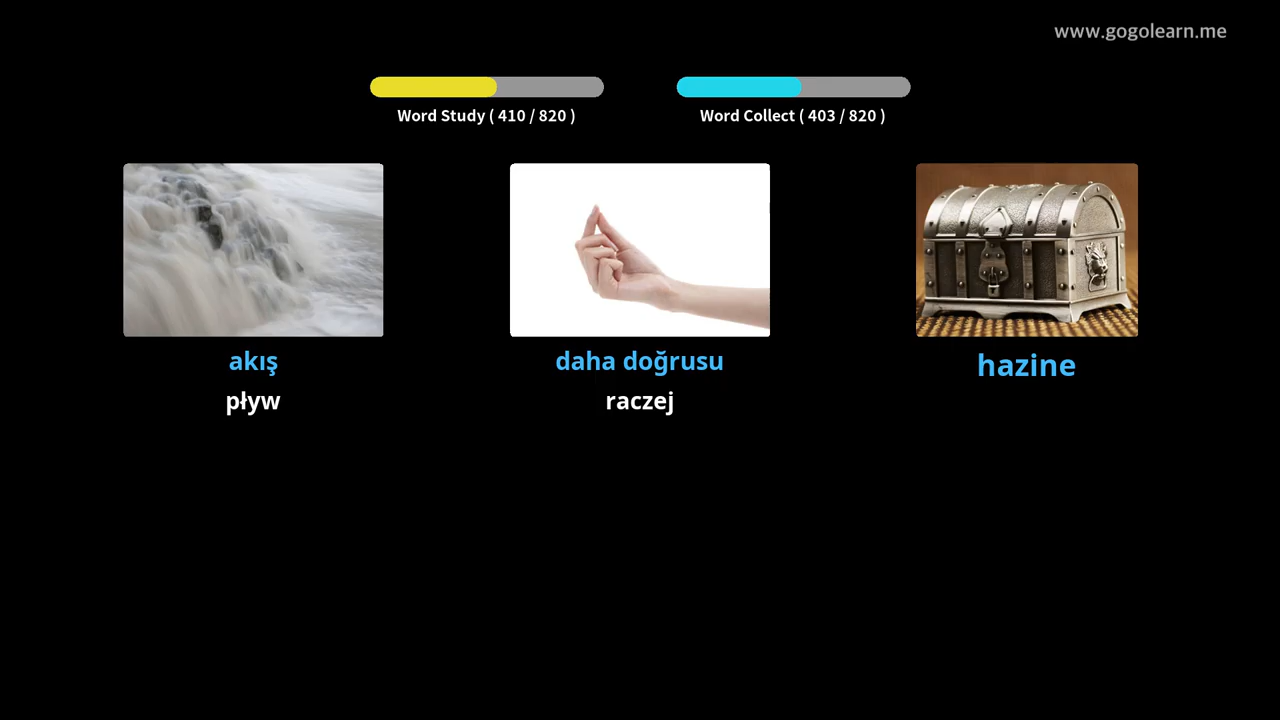 www.gogolearn.me
Word Study ( 410 / 820 )
Word Collect ( 403 / 820 )
akış
daha doğrusu
hazine
pływ
raczej